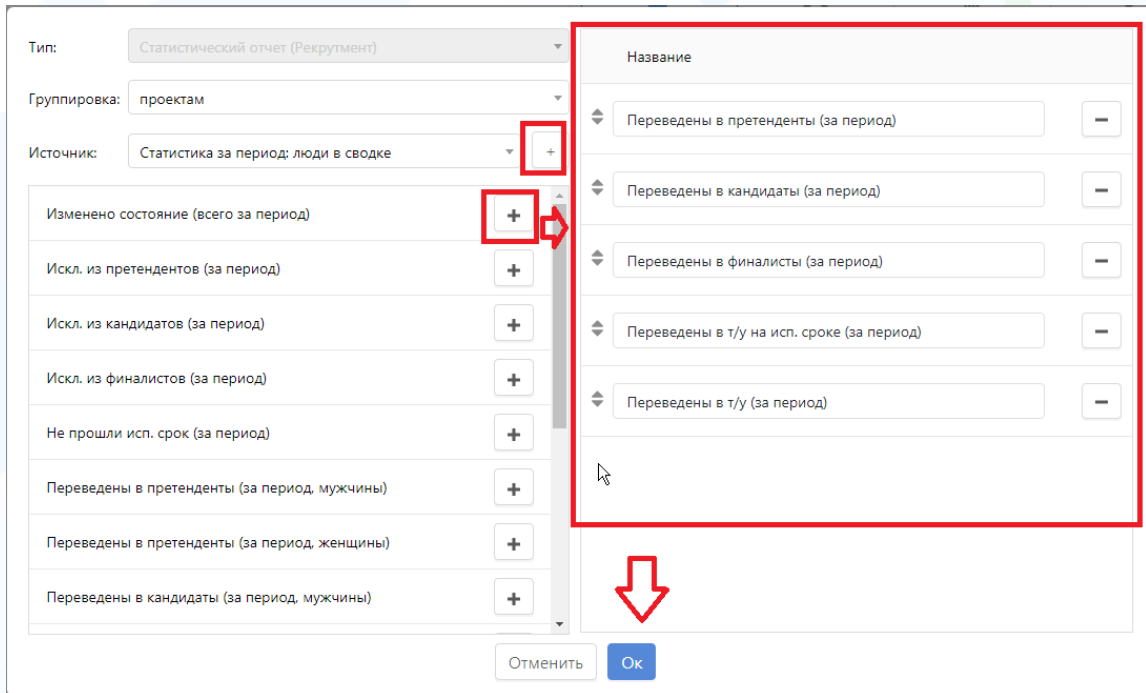 Тип:
Статистический отчет (Рекрутмент)
Группировка:
проектам
Источник:
Статистика за период: люди в сводке
+
Изменено состояние (всего за период)
+
Искл. из претендентов (за период)
+
Искл. из кандидатов (за период)
+
Искл. из финалистов (за период)
+
Не прошли исп. срок (за период)
+
Переведены в претенденты (за период, мужчины)
+
Переведены в претенденты (за период, женщины)
+
Переведены в кандидаты (за период, мужчины)
+
Название
Переведены в претенденты (за период)
Переведены в кандидаты (за период)
Переведены в финалисты (за период)
Переведены в т/у на исп. сроке (за период)
Переведены в т/у (за период)
Отменить
Ок